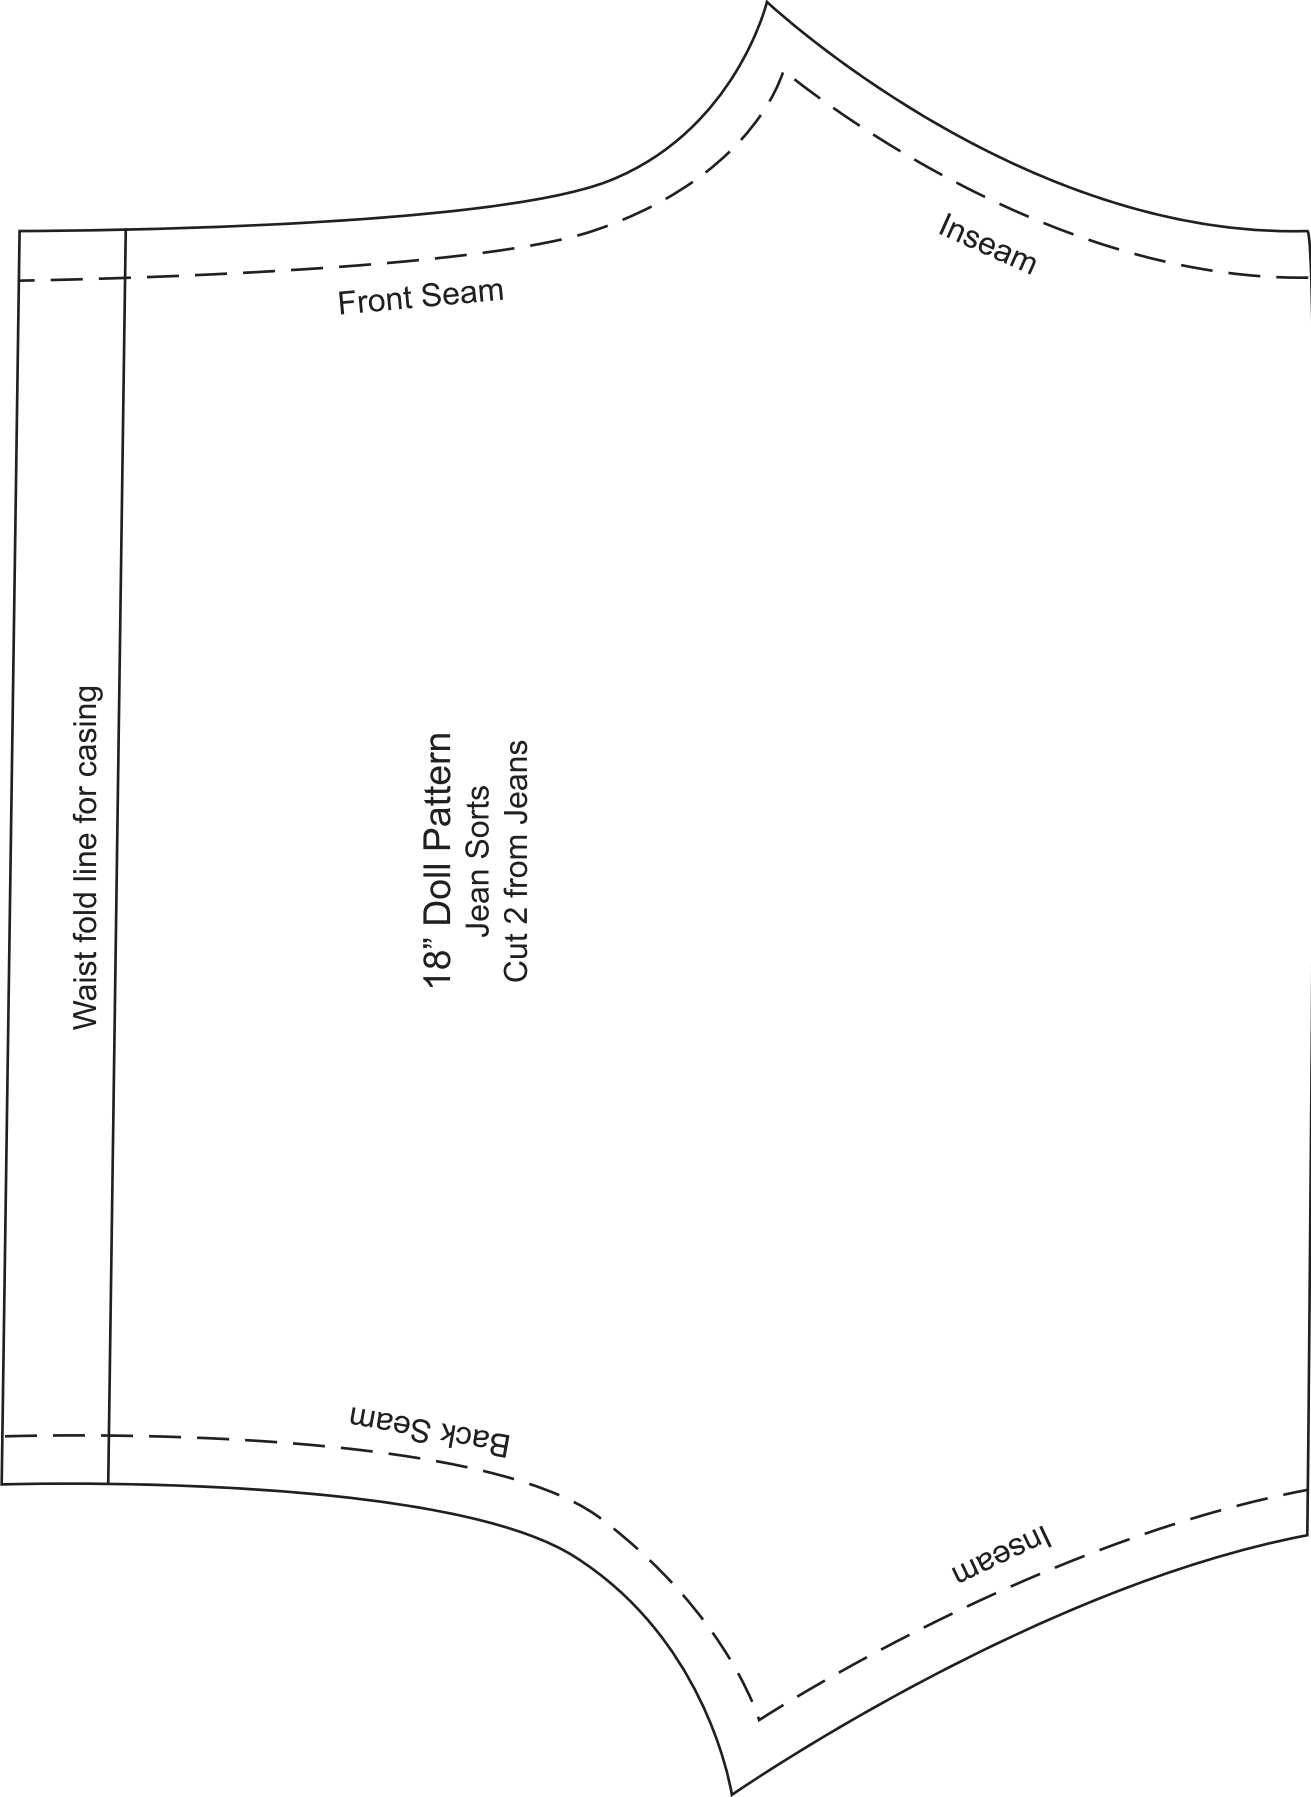 Front Seam
Inseam
Waist fold line for casing
18” Doll Pattern
Jean Sorts
Cut 2 from Jeans
Back Seam
Inseam